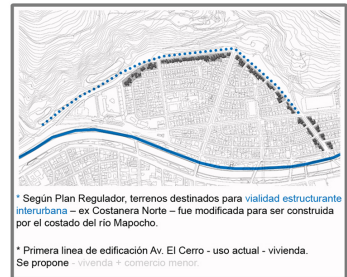 * Según Plan Regulador, terrenos destinados para vialidad estructurante
interurbana – ex Costanera Norte – fue modificada para ser construida
por el costado del río Mapocho.
* Primera linea de edificación Av. El Cerro - uso actual - vivienda.
Se propone - vivienda + comercio menor.